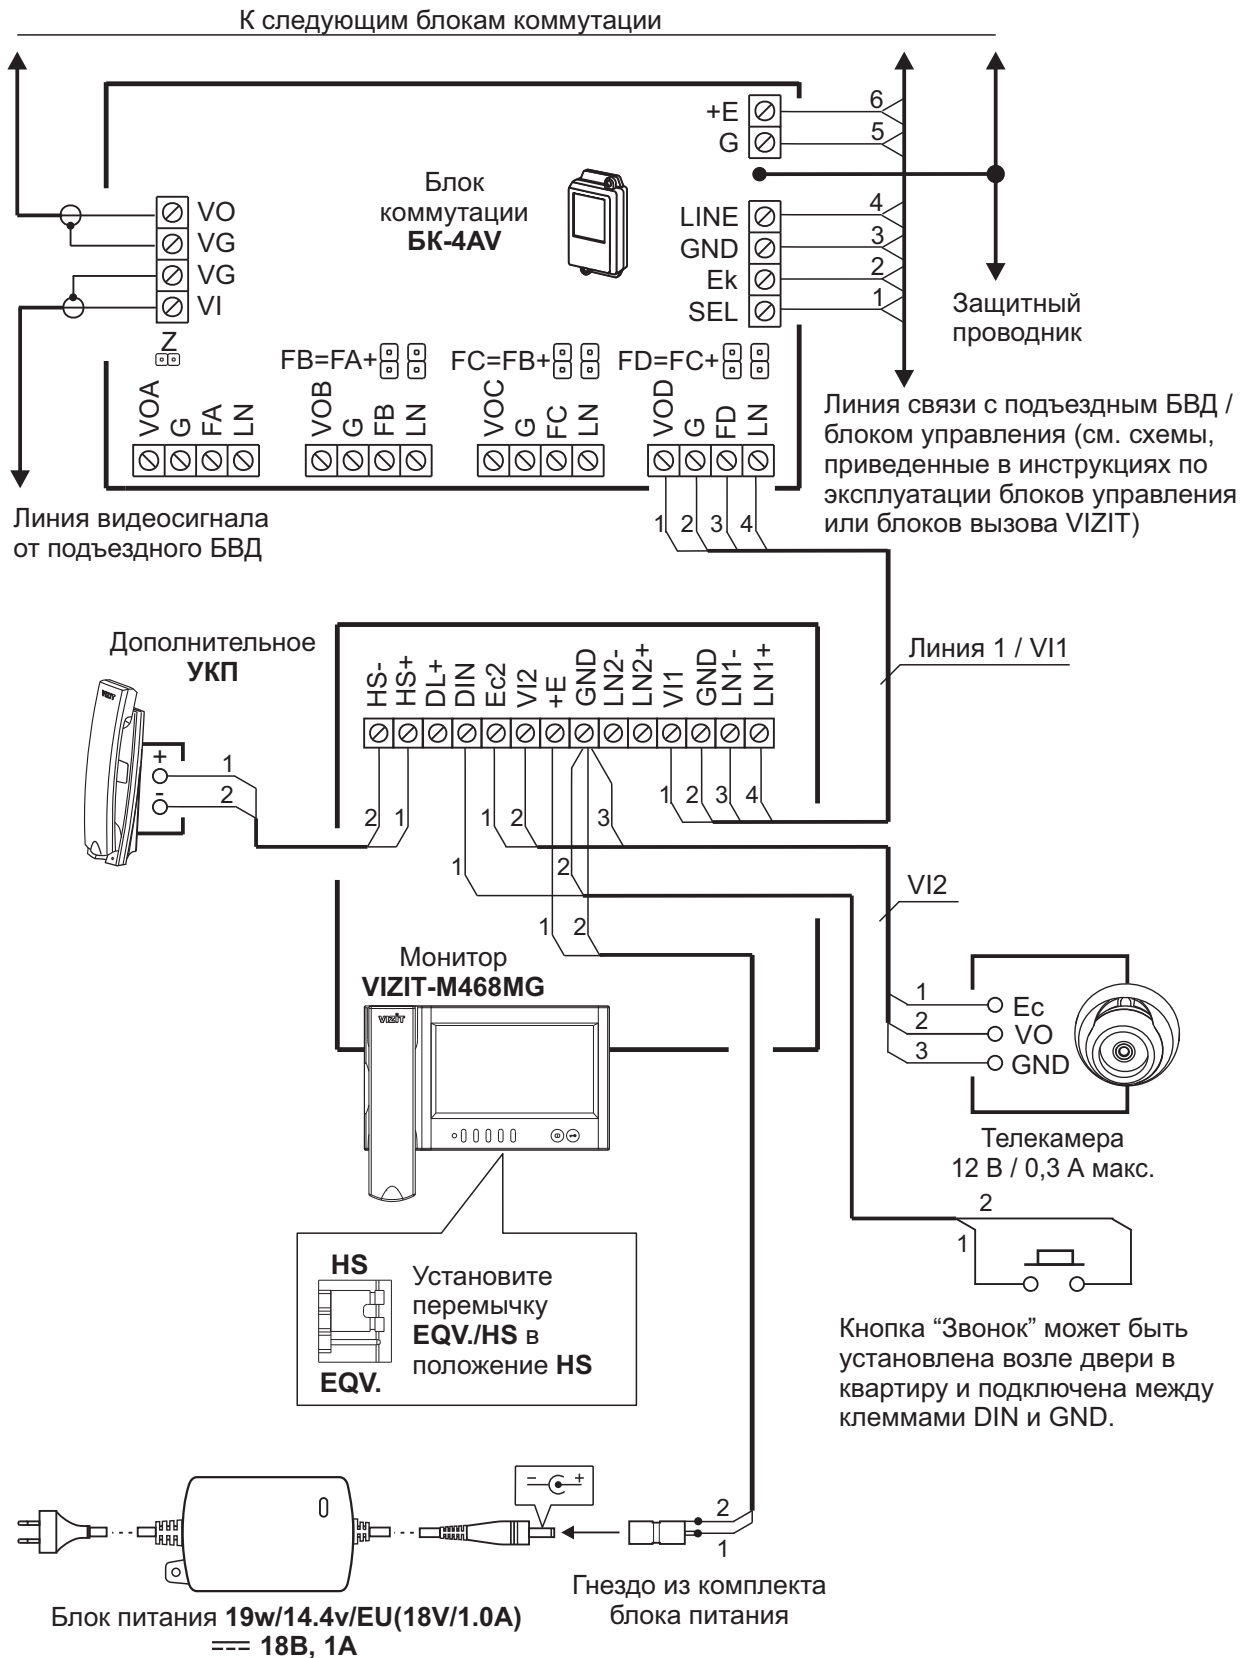 К следующим блокам коммутации
+E
G
6
5
Блок
коммутации
БК-4AV
VO
VG
VG
VI
LINE
GND
Ek
SEL
4
3
2
1
Защитный
проводник
Z
FB=FA+
FC=FB+
FD=FC+
VOA
G
FA
LN
VOB
G
FB
LN
VOC
G
FC
LN
VOD
G
FD
LN
Линия связи с подъездным БВД /
блоком управления (см. схемы,
приведенные в инструкциях по
эксплуатации блоков управления
или блоков вызова VIZIT)
Линия видеосигнала
от подъездного БВД
1 2 3 4
Дополнительное
УКП
VIZIT
+
-
1
2
HS-
HS+
DL+
DIN
Ec2
VI2
+E
GND
LN2-
LN2+
VI1
GND
LN1-
LN1+
Линия 1 / VI1
2 1 1 2 3 1 2 3 4
1 2
1 2
VI2
Монитор
VIZIT-M468MG
VIZIT
1
2
3
Ec
VO
GND
Телекамера
12 В / 0,3 А макс.
2
1
HS
EQV.
Установите
перемычку
EQV./HS в
положение HS
Кнопка “Звонок” может быть
установлена возле двери в
квартиру и подключена между
клеммами DIN и GND.
- +
2
1
Гнездо из комплекта
блока питания
Блок питания 19w/14.4v/EU(18V/1.0A)
18В, 1А